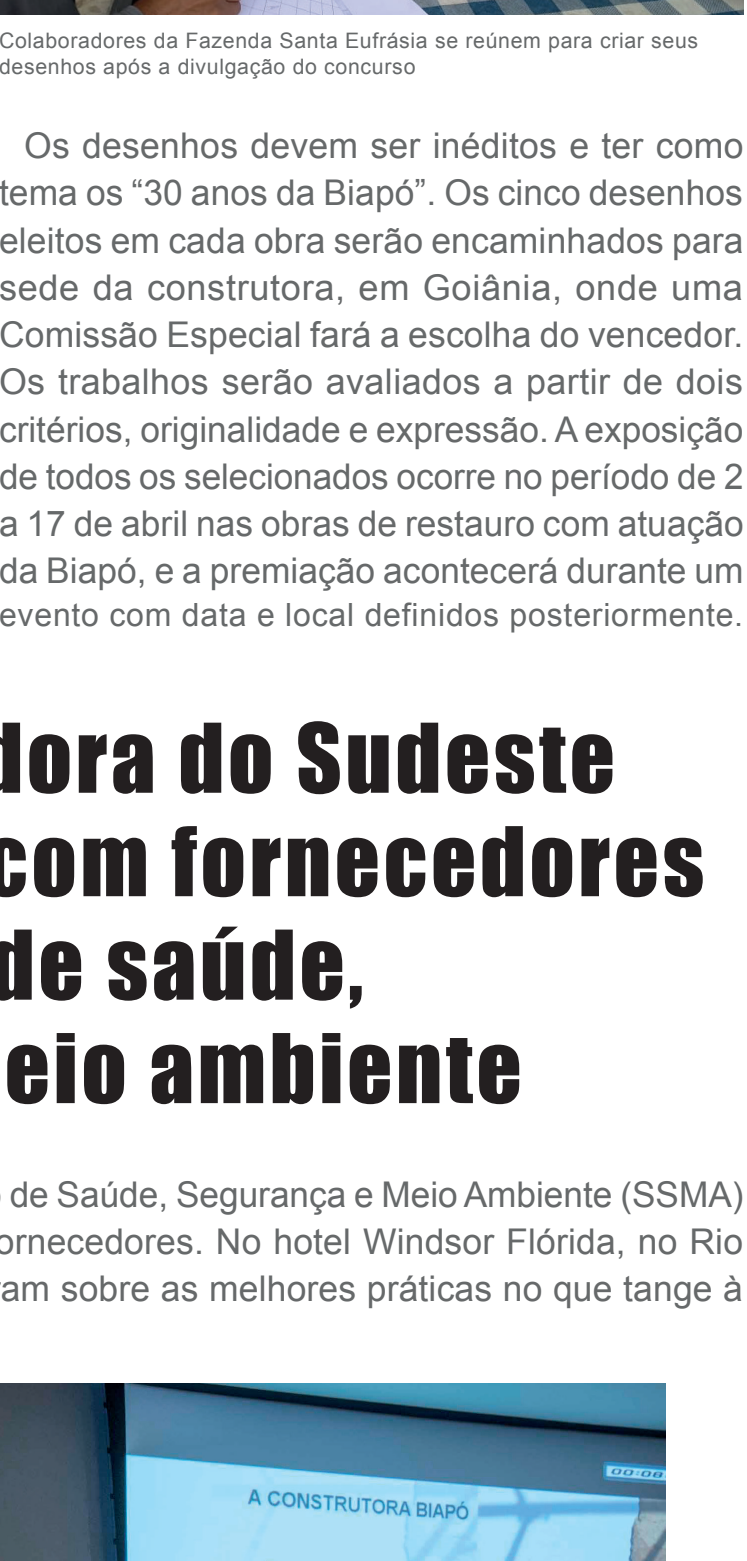 Colaboradores da Fazenda Santa Eufrásia se reúnem para criar seus
desenhos após a divulgação do concurso
Os desenhos devem ser inéditos e ter como
tema os “30 anos da Biapó”. Os cinco desenhos
eleitos em cada obra serão encaminhados para
sede da construtora, em Goiânia, onde uma
Comissão Especial fará a escolha do vencedor.
Os trabalhos serão avaliados a partir de dois
critérios, originalidade e expressão. A exposição
de todos os selecionados ocorre no período de 2
a 17 de abril nas obras de restauro com atuação
da Biapó, e a premiação acontecerá durante um
evento com data e local definidos posteriormente.
dora do Sudeste
com fornecedores
de saúde,
eio ambiente
de Saúde, Segurança e Meio Ambiente (SSMA)
ornecedores. No hotel Windsor Flórida, no Rio
ram sobre as melhores práticas no que tange à
00:08
A CONSTRUTORA BIAPÓ